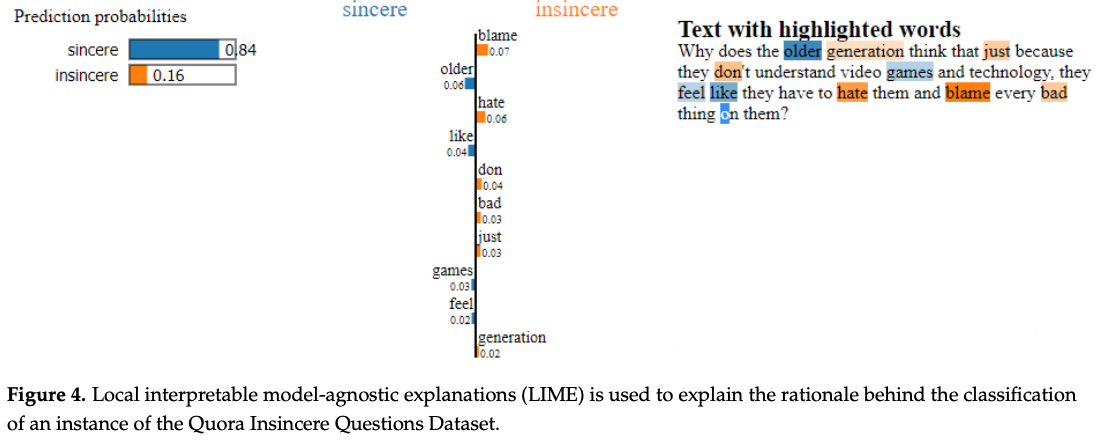 Prediction probabilities
sincere 0.84
insincere 0.16
sincere insincere
blame
0.07
older
0.06
hate
0.06
like
0.04
don
0.04
bad
0.03
just
0.03
games
0.03
feel
0.02
generation
0.02
Text with highlighted words
Why does the older generation think that just because
they don't understand video games and technology, they
feel like they have to hate them and blame every bad
thing on them?
Figure 4. Local interpretable model-agnostic explanations (LIME) is used to explain the rationale behind the classification
of an instance of the Quora Insincere Questions Dataset.